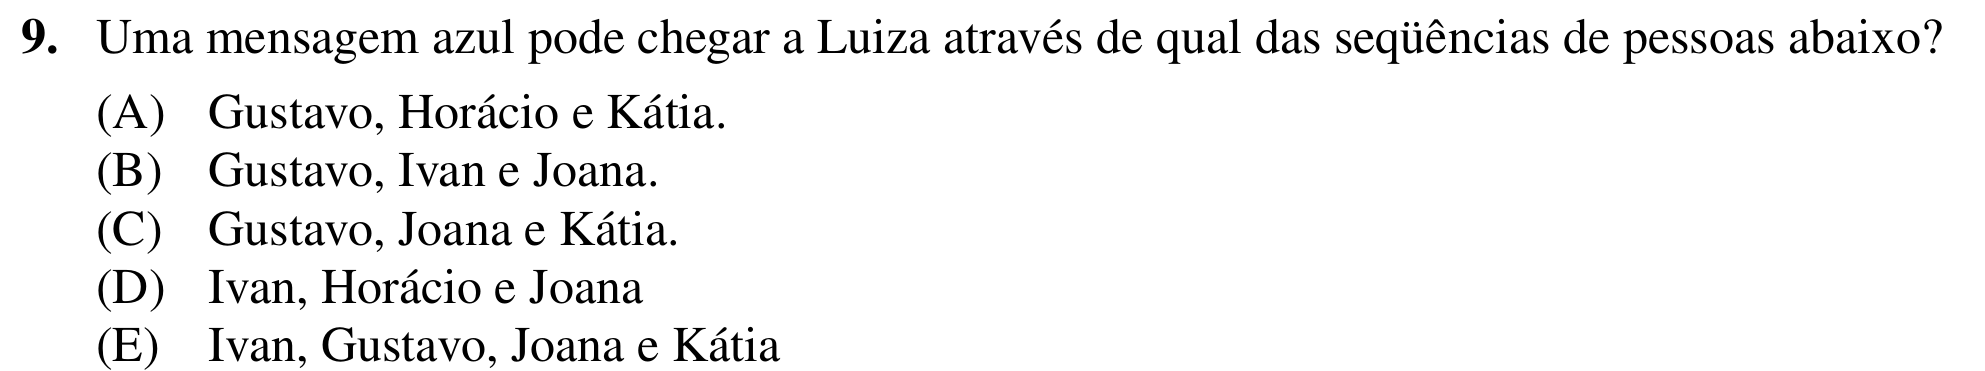 9. Uma mensagem azul pode chegar a Luiza através de qual das seqüências de pessoas abaixo?
(A) Gustavo, Horácio e Kátia.
(B) Gustavo, Ivan e Joana.
(C) Gustavo, Joana e Kátia.
(D) Ivan, Horácio e Joana
(E) Ivan, Gustavo, Joana e Kátia